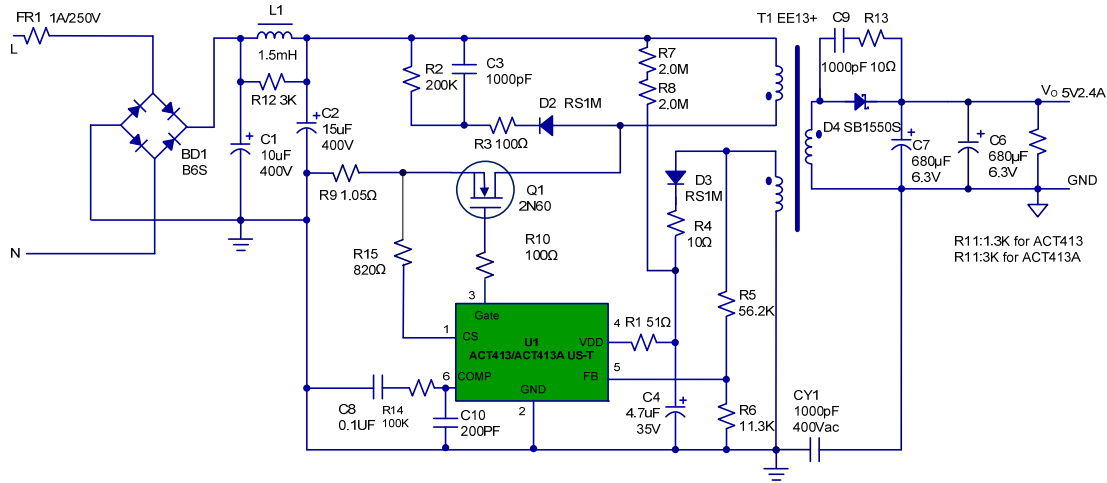 FR1 1A/250V
L
L1
1.5mH
R12 3K
C1
10uF
400V
C2
15uF
400V
BD1
B6S
N
R2
200K
C3
1000pF
R3 100Ω
D2 RS1M
R7
2.0M
R8
2.0M
T1 EE13+
C9
R13
1000pF 10Ω
D4 SB1550S
VO 5V2.4A
C7
680µF
6.3V
C6
680µF
6.3V
GND
R11:1.3K for ACT413
R11:3K for ACT413A
R9 1.05Ω
Q1
2N60
R15
820Ω
R10
100Ω
D3
RS1M
R4
10Ω
R5
56.2K
R6
11.3K
3
Gate
1
CS
U1
ACT413/ACT413A US-T
4
VDD
R1 51Ω
5
FB
6
COMP
GND
2
C8
0.1UF
R14
100K
C10
200PF
C4
4.7uF
35V
CY1
1000pF
400Vac